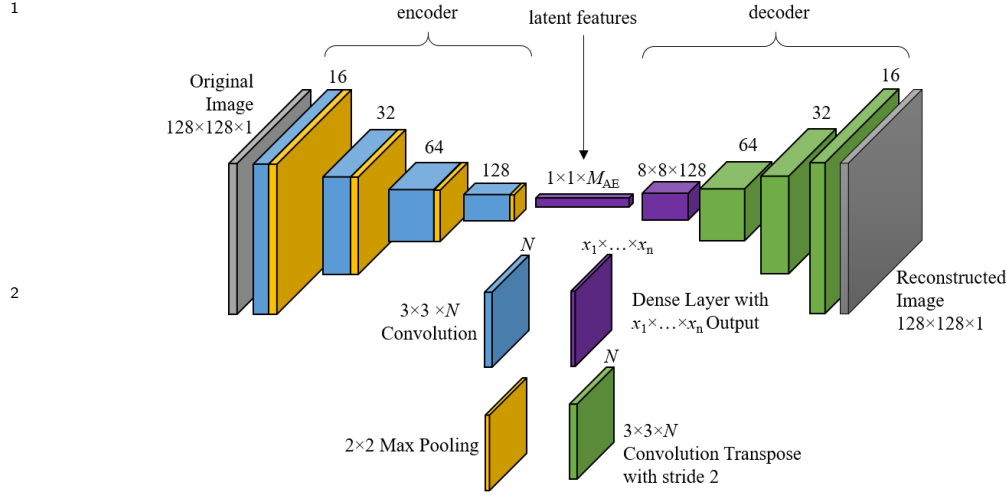 1
encoder
latent features
decoder
Original
Image
128×128×1
16
32
64
128
1×1×M_AE
8×8×128
64
32
16
2
N
x₁×…×xₙ
3×3 ×N
Convolution
Dense Layer with
x₁×…×xₙ Output
Reconstructed
Image
128×128×1
2×2 Max Pooling
N
3×3×N
Convolution Transpose
with stride 2